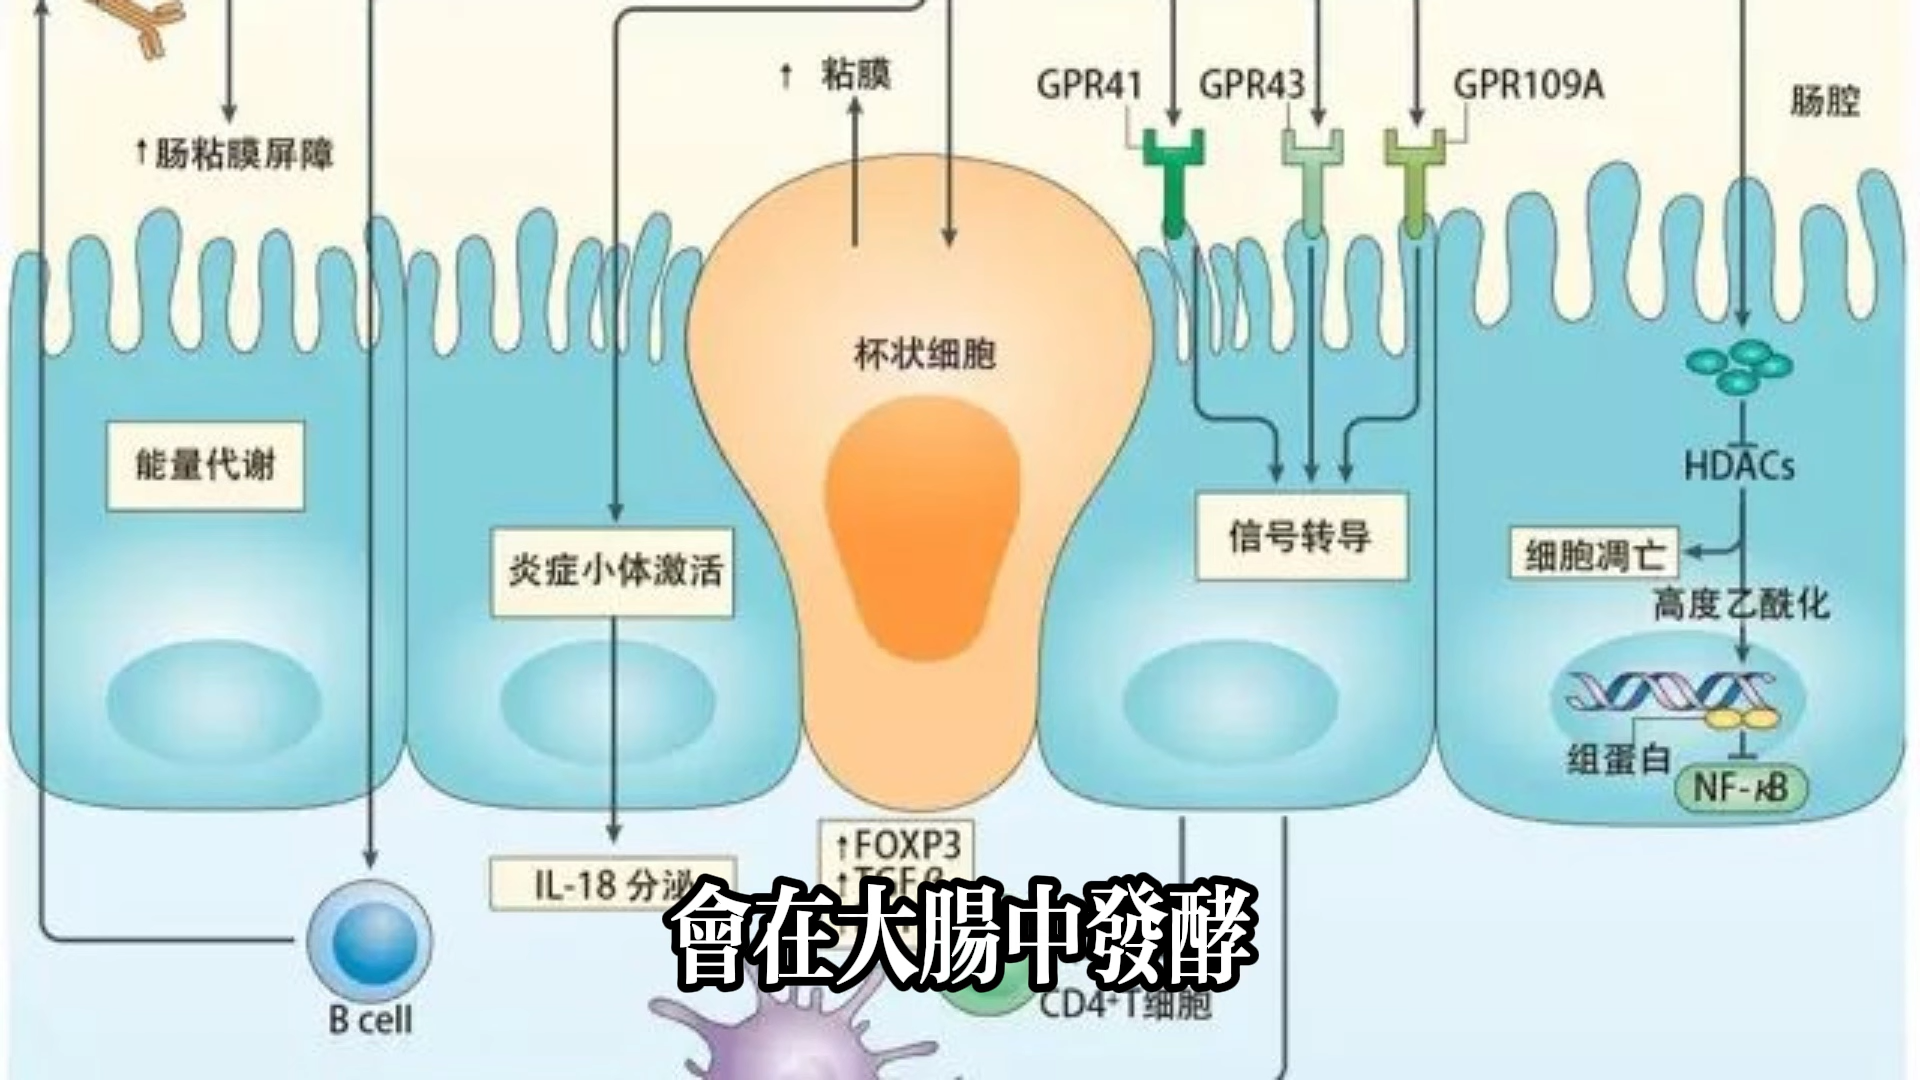 ↑ 粘膜
GPR41
GPR43
GPR109A
肠腔
↑肠粘膜屏障
杯状细胞
能量代谢
HDACs
信号转导
细胞凋亡
炎症小体激活
高度乙酰化
组蛋白
NF-κB
↑FOXP3
IL-18 分泌
會在大腸中發酵
CD4⁺T细胞
B cell